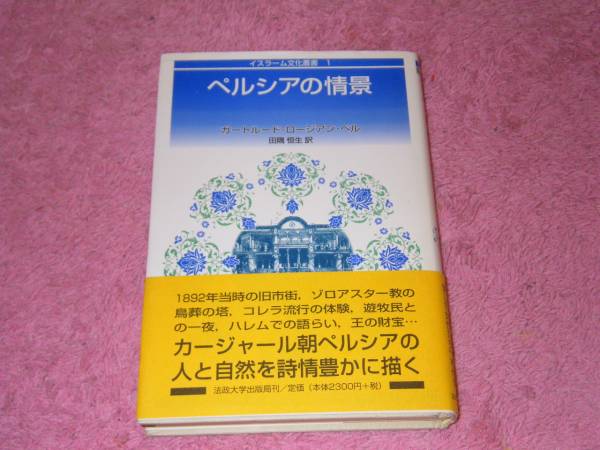 イスラーム文化叢書 1
ペルシアの情景
ガートルード・ロージアン・ベル
田隅 恒生 訳
1892年当時の旧市街,ゾロアスター教の
鳥葬の塔,コレラ流行の体験,遊牧民と
の一夜,ハレムでの語らい,王の財宝…
カージャール朝ペルシアの
人と自然を詩情豊かに描く
法政大学出版局刊/定価(本体2300円+税)